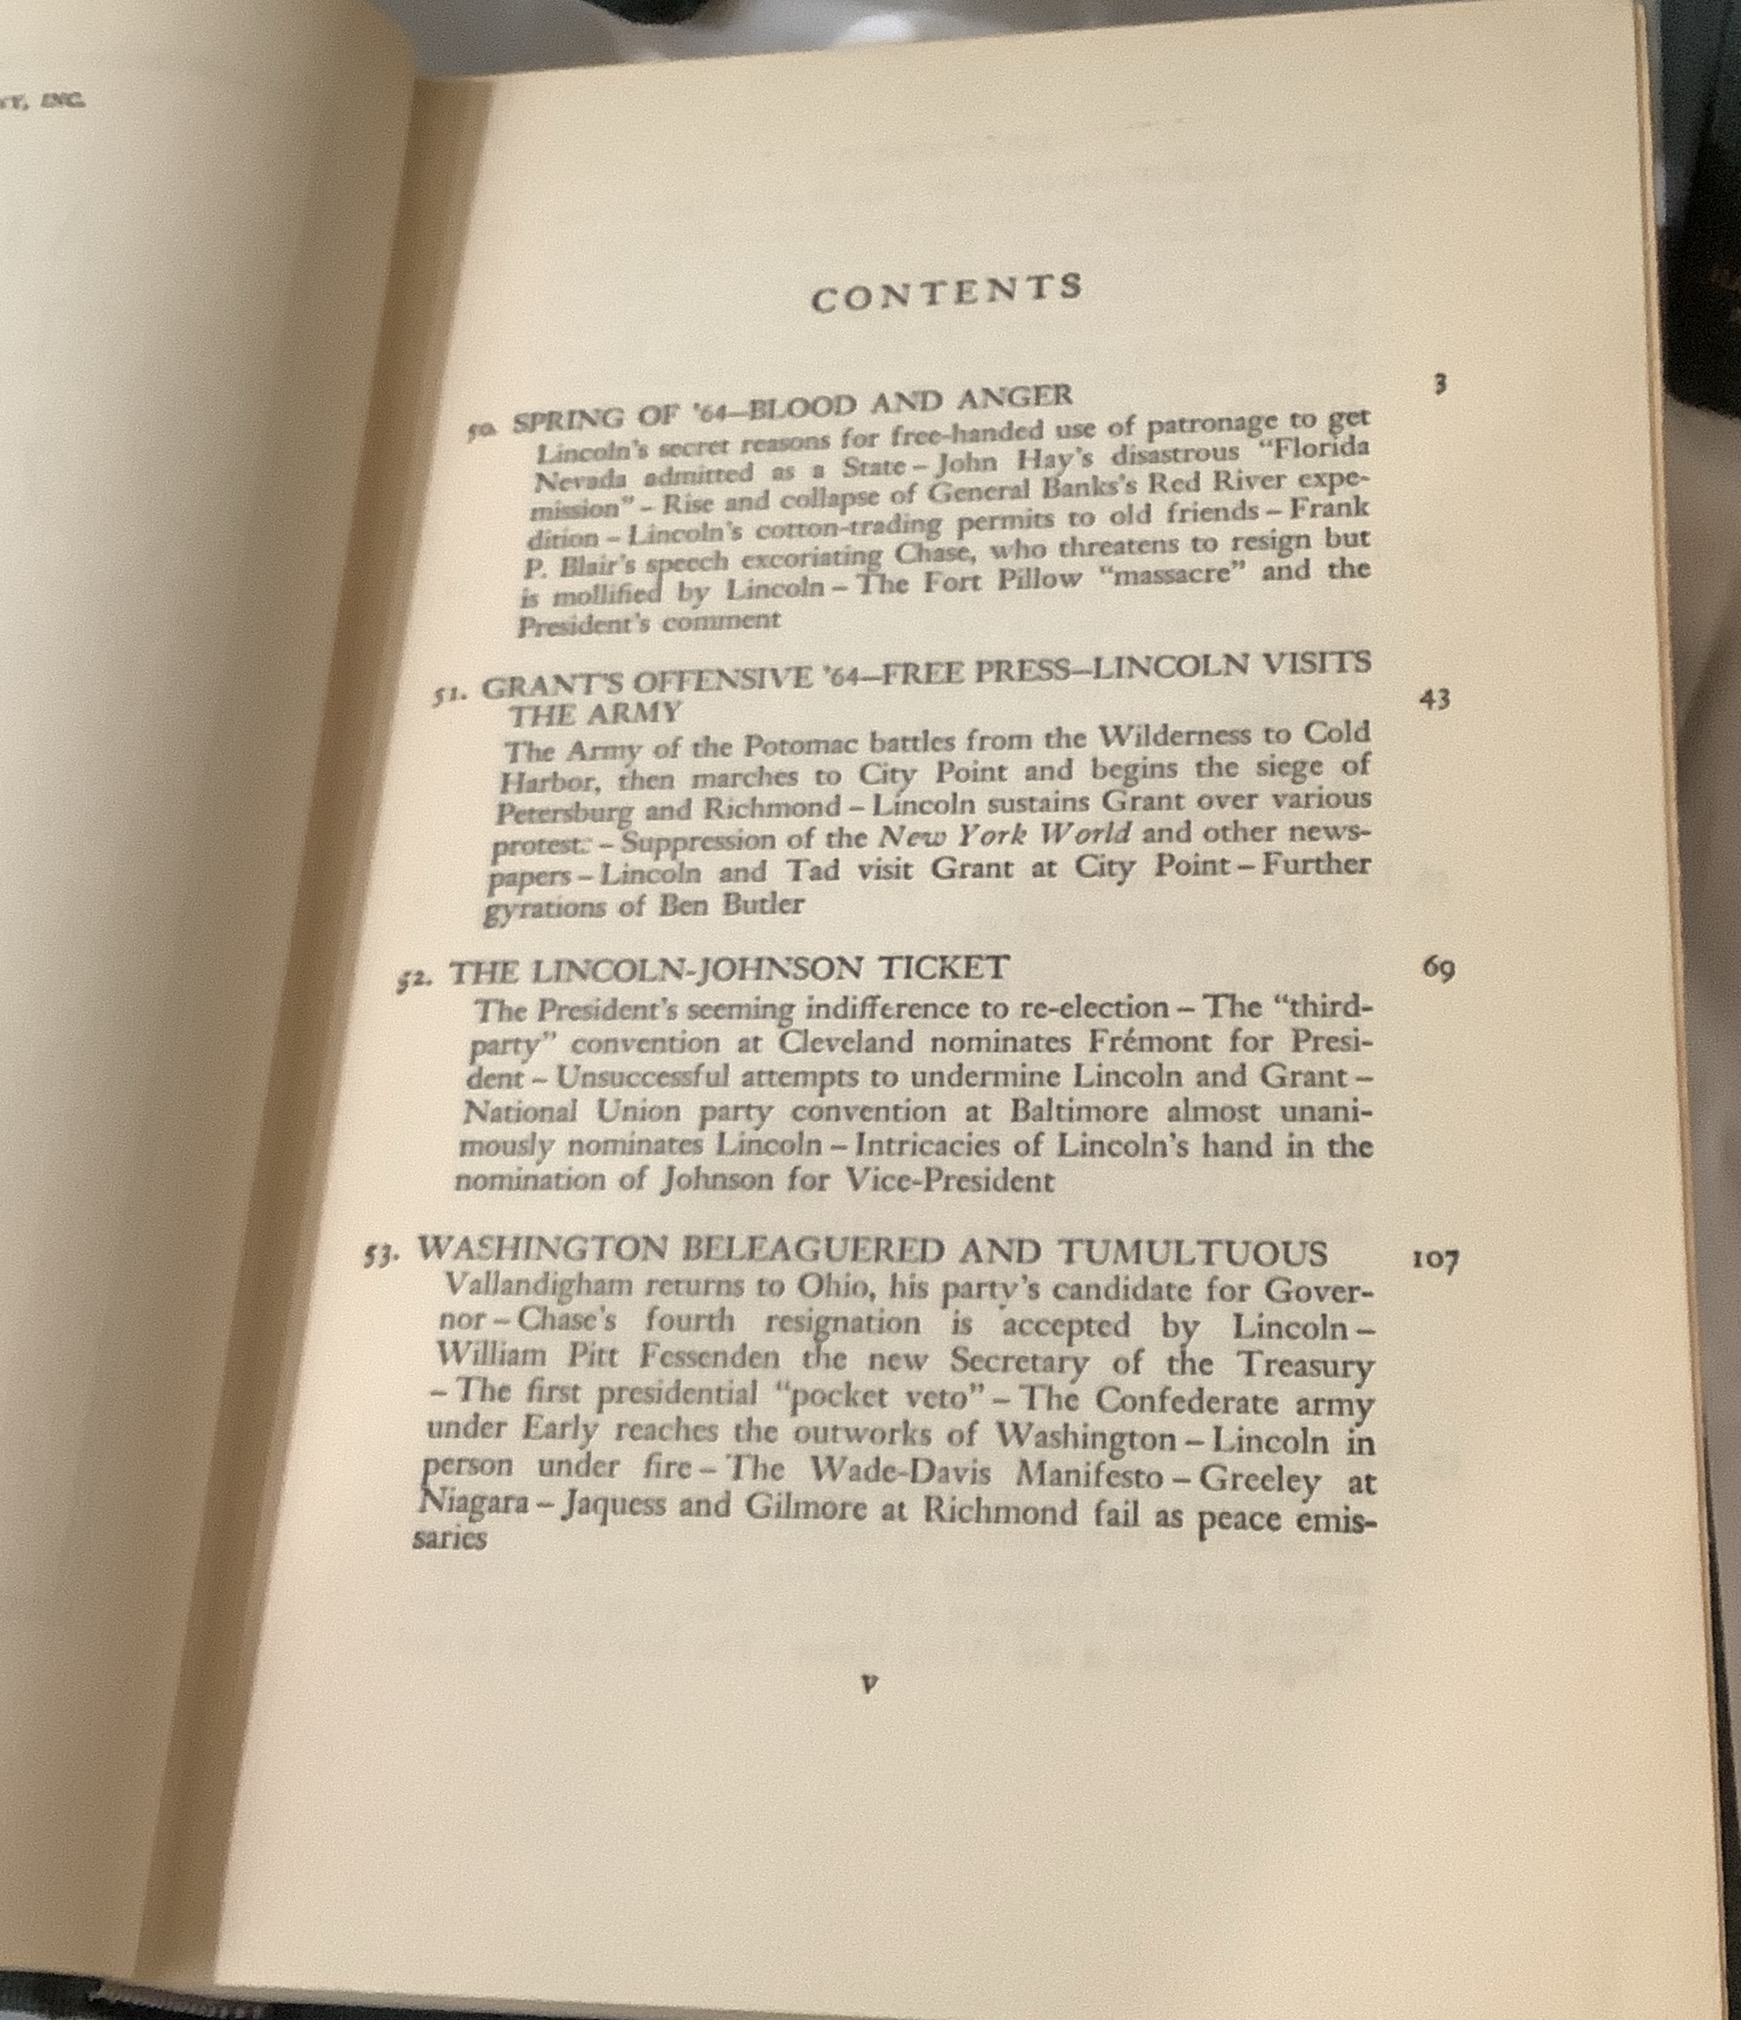 INC.
CONTENTS
50. SPRING OF '64—BLOOD AND ANGER 3
Lincoln's secret reasons for free-handed use of patronage to get
Nevada admitted as a State – John Hay's disastrous “Florida
mission” – Rise and collapse of General Banks's Red River expe-
dition – Lincoln's cotton-trading permits to old friends – Frank
P. Blair's speech excoriating Chase, who threatens to resign but
is mollified by Lincoln – The Fort Pillow “massacre” and the
President's comment
51. GRANT'S OFFENSIVE '64—FREE PRESS—LINCOLN VISITS
THE ARMY 43
The Army of the Potomac battles from the Wilderness to Cold
Harbor, then marches to City Point and begins the siege of
Petersburg and Richmond – Lincoln sustains Grant over various
protests – Suppression of the New York World and other news-
papers – Lincoln and Tad visit Grant at City Point – Further
gyrations of Ben Butler
52. THE LINCOLN-JOHNSON TICKET 69
The President's seeming indifference to re-election – The “third-
party” convention at Cleveland nominates Frémont for Presi-
dent – Unsuccessful attempts to undermine Lincoln and Grant –
National Union party convention at Baltimore almost unani-
mously nominates Lincoln – Intricacies of Lincoln's hand in the
nomination of Johnson for Vice-President
53. WASHINGTON BELEAGUERED AND TUMULTUOUS 107
Vallandigham returns to Ohio, his party's candidate for Gover-
nor – Chase's fourth resignation is accepted by Lincoln –
William Pitt Fessenden the new Secretary of the Treasury
– The first presidential “pocket veto” – The Confederate army
under Early reaches the outworks of Washington – Lincoln in
person under fire – The Wade-Davis Manifesto – Greeley at
Niagara – Jaquess and Gilmore at Richmond fail as peace emis-
saries
v